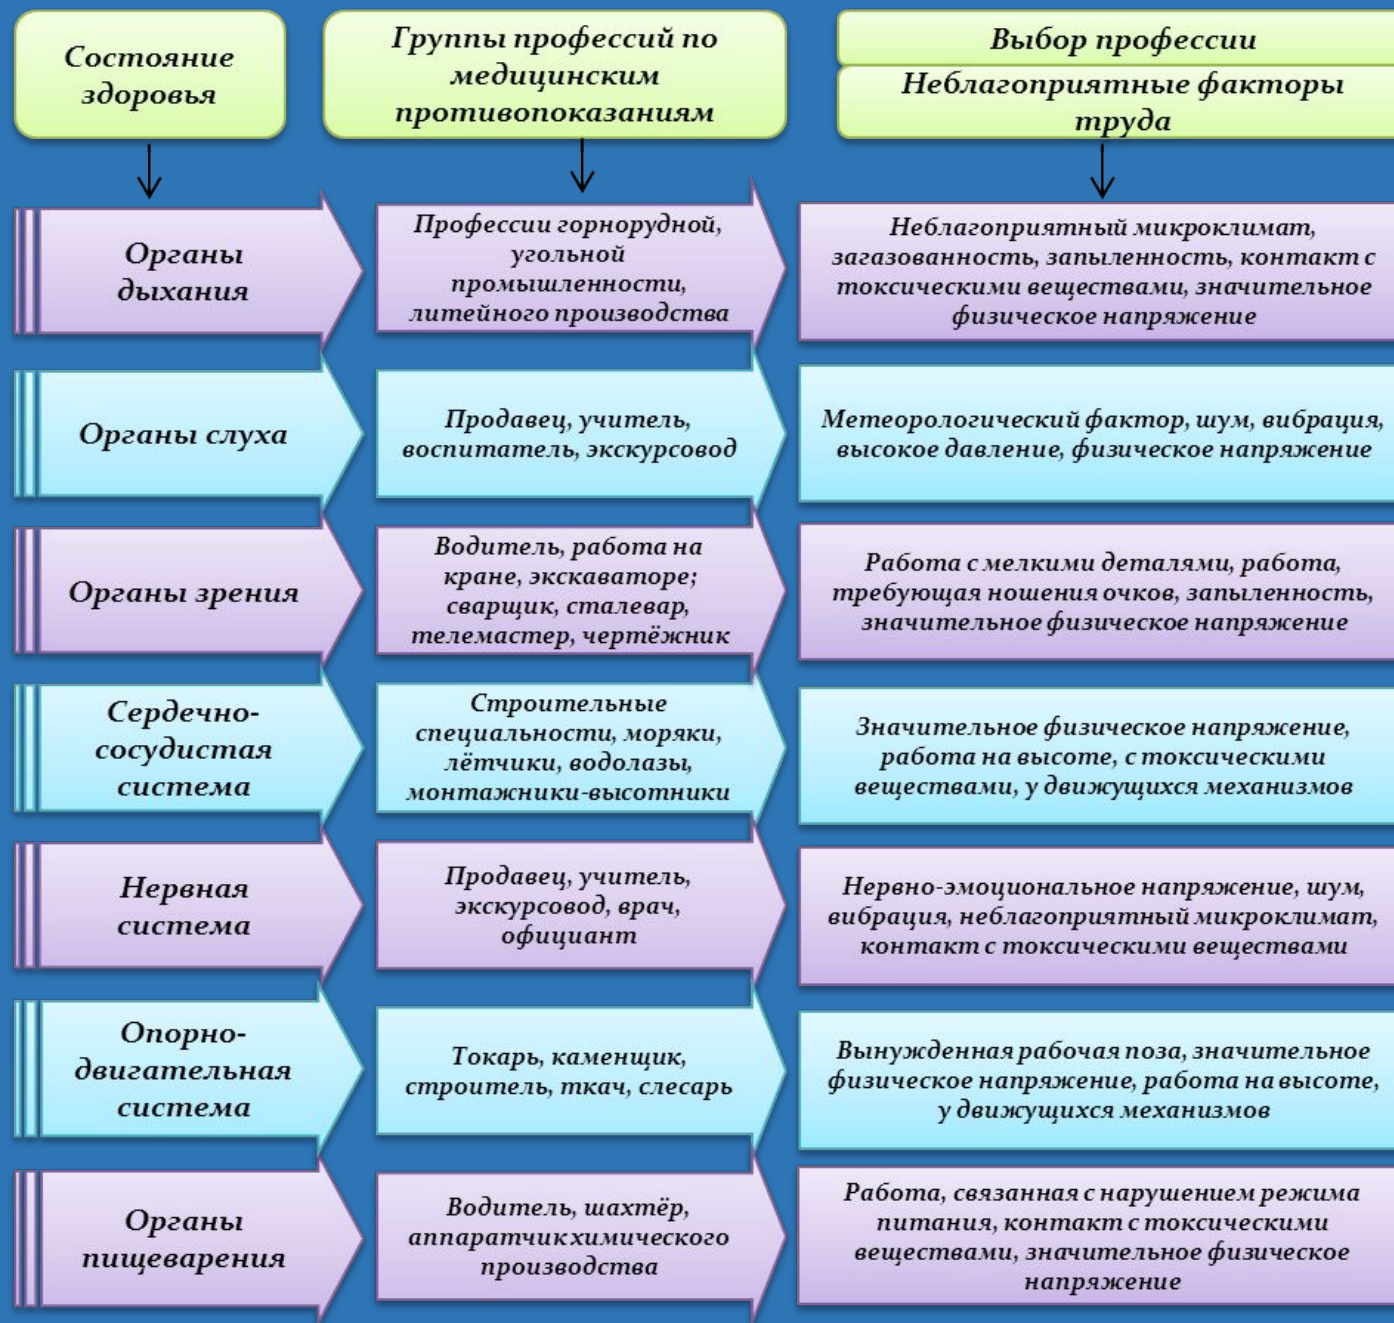 Состояние
здоровья
Группы профессий по
медицинским
противопоказаниям
Выбор профессии
Неблагоприятные факторы
труда
Органы
дыхания
Профессии горнорудной,
угольной
промышленности,
литейного производства
Неблагоприятный микроклимат,
загазованность, запыленность, контакт с
токсическими веществами, значительное
физическое напряжение
Органы слуха
Продавец, учитель,
воспитатель, экскурсовод
Метеорологический фактор, шум, вибрация,
высокое давление, физическое напряжение
Органы зрения
Водитель, работа на
кране, экскаваторе;
сварщик, сталевар,
телемастер, чертёжник
Работа с мелкими деталями, работа,
требующая ношения очков, запыленность,
значительное физическое напряжение
Сердечно-
сосудистая
система
Строительные
специальности, моряки,
лётчики, водолазы,
монтажники-высотники
Значительное физическое напряжение,
работа на высоте, с токсическими
веществами, у движущихся механизмов
Нервная
система
Продавец, учитель,
экскурсовод, врач,
официант
Нервно-эмоциональное напряжение, шум,
вибрация, неблагоприятный микроклимат,
контакт с токсическими веществами
Опорно-
двигательная
система
Токарь, каменщик,
строитель, ткач, слесарь
Вынужденная рабочая поза, значительное
физическое напряжение, работа на высоте,
у движущихся механизмов
Органы
пищеварения
Водитель, шахтёр,
аппаратчик химического
производства
Работа, связанная с нарушением режима
питания, контакт с токсическими
веществами, значительное физическое
напряжение